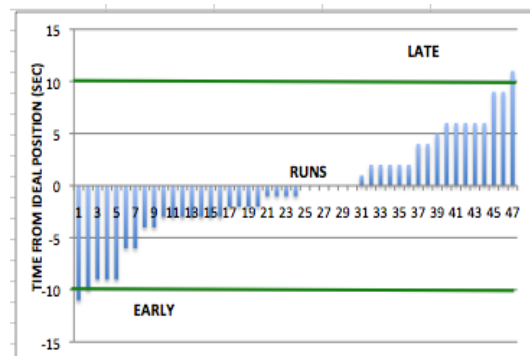 15
LATE
10
5
RUNS
0
1 3 5 7 9 11 13 15 17 19 21 23 25 27 29 31 33 35 37 39 41 43 45 47
-5
-10
EARLY
-15
TIME FROM IDEAL POSITION (SEC)